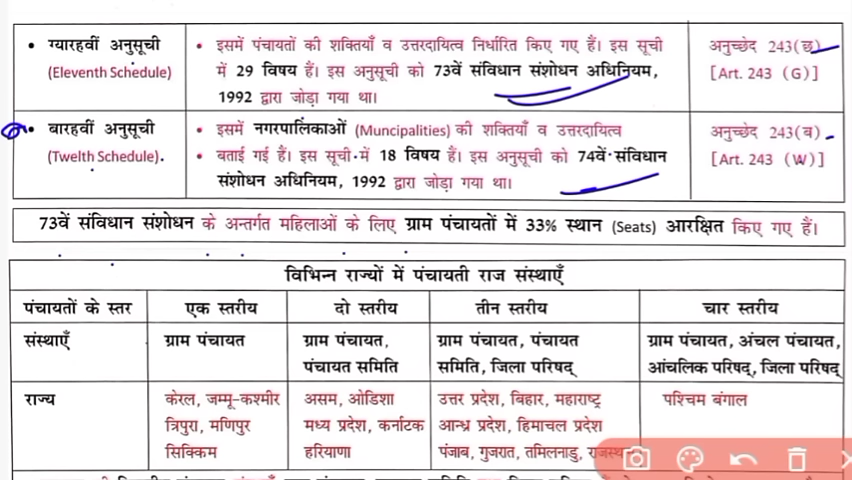 • ग्यारहवीं अनुसूची
(Eleventh Schedule)
• इसमें पंचायतों की शक्तियाँ व उत्तरदायित्व निर्धारित किए गए हैं। इस सूची
में 29 विषय हैं। इस अनुसूची को 73वें संविधान संशोधन अधिनियम,
1992 द्वारा जोड़ा गया था।
अनुच्छेद 243(छ)
[Art. 243 (G)]
• बारहवीं अनुसूची
(Twelth Schedule).
• इसमें नगरपालिकाओं (Muncipalities) की शक्तियाँ व उत्तरदायित्व
• बताई गई हैं। इस सूची में 18 विषय हैं। इस अनुसूची को 74वें संविधान
संशोधन अधिनियम, 1992 द्वारा जोड़ा गया था।
अनुच्छेद 243(ब)
[Art. 243 (W)]
73वें संविधान संशोधन के अन्तर्गत महिलाओं के लिए ग्राम पंचायतों में 33% स्थान (Seats) आरक्षित किए गए हैं।
विभिन्न राज्यों में पंचायती राज संस्थाएँ
पंचायतों के स्तर एक स्तरीय दो स्तरीय तीन स्तरीय चार स्तरीय
संस्थाएँ
ग्राम पंचायत
ग्राम पंचायत,
पंचायत समिति
ग्राम पंचायत, पंचायत
समिति, जिला परिषद्
ग्राम पंचायत, अंचल पंचायत,
आंचलिक परिषद्, जिला परिषद्
राज्य
केरल, जम्मू-कश्मीर
त्रिपुरा, मणिपुर
सिक्किम
असम, ओडिशा
मध्य प्रदेश, कर्नाटक
हरियाणा
उत्तर प्रदेश, बिहार, महाराष्ट्र
आन्ध्र प्रदेश, हिमाचल प्रदेश
पंजाब, गुजरात, तमिलनाडु, राजस्थान
पश्चिम बंगाल